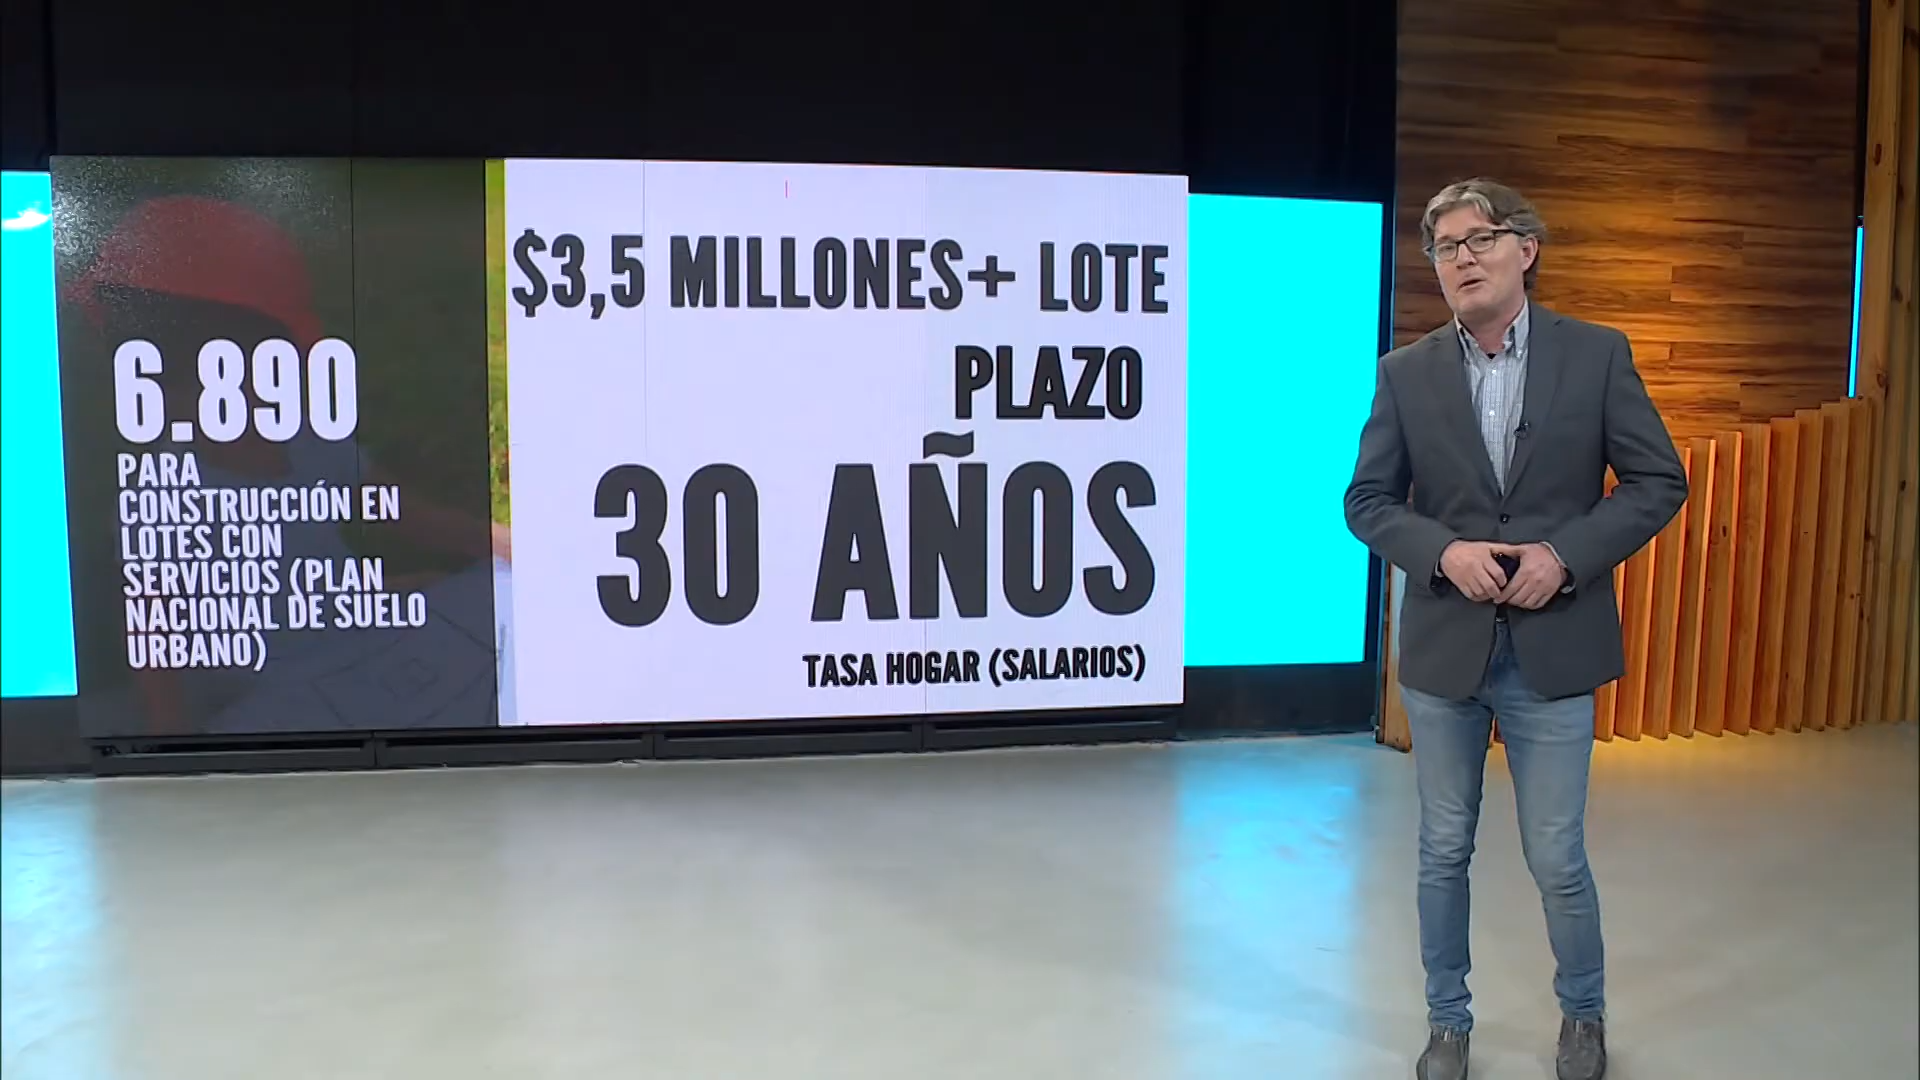 6.890
PARA
CONSTRUCCIÓN EN
LOTES CON
SERVICIOS (PLAN
NACIONAL DE SUELO
URBANO)
$3,5 MILLONES+ LOTE
PLAZO
30 AÑOS
TASA HOGAR (SALARIOS)